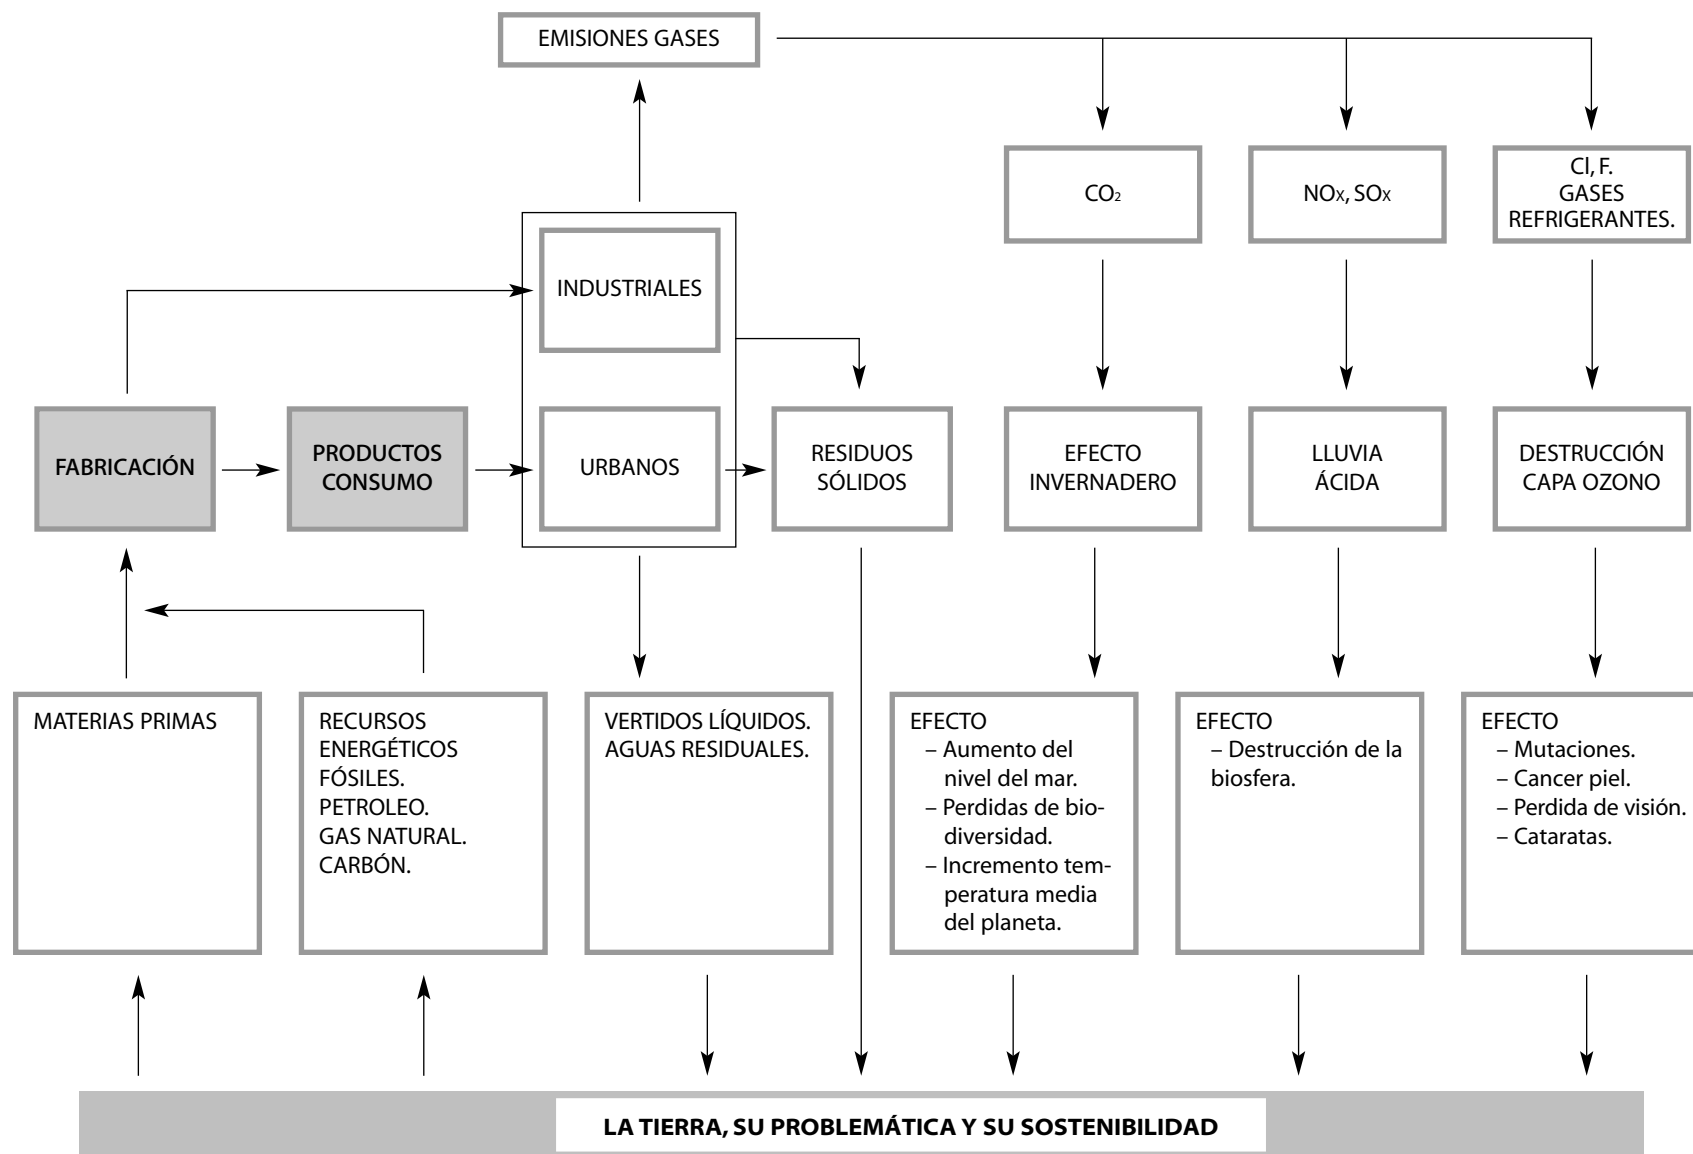 EMISIONES GASES
CO2
NOX, SOX
Cl, F.
GASES
REFRIGERANTES.
INDUSTRIALES
FABRICACIÓN
PRODUCTOS
CONSUMO
URBANOS
RESIDUOS
SÓLIDOS
EFECTO
INVERNADERO
LLUVIA
ÁCIDA
DESTRUCCIÓN
CAPA OZONO
MATERIAS PRIMAS
RECURSOS
ENERGÉTICOS
FÓSILES.
PETROLEO.
GAS NATURAL.
CARBÓN.
VERTIDOS LÍQUIDOS.
AGUAS RESIDUALES.
EFECTO
– Aumento del
nivel del mar.
– Perdidas de bio-
diversidad.
– Incremento tem-
peratura media
del planeta.
EFECTO
– Destrucción de la
biosfera.
EFECTO
– Mutaciones.
– Cancer piel.
– Perdida de visión.
– Cataratas.
LA TIERRA, SU PROBLEMÁTICA Y SU SOSTENIBILIDAD